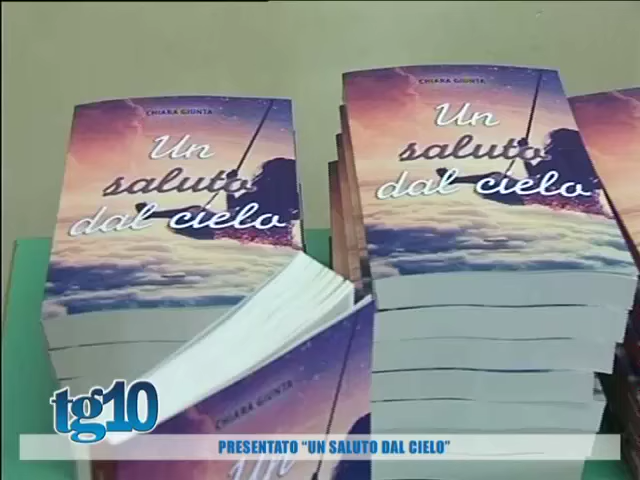 CHIARA GIUNTA
Un
saluto
dal cielo
CHIARA GIUNTA
Un
saluto
dal cielo
CHIARA GIUNTA
Un
tg10
PRESENTATO "UN SALUTO DAL CIELO"